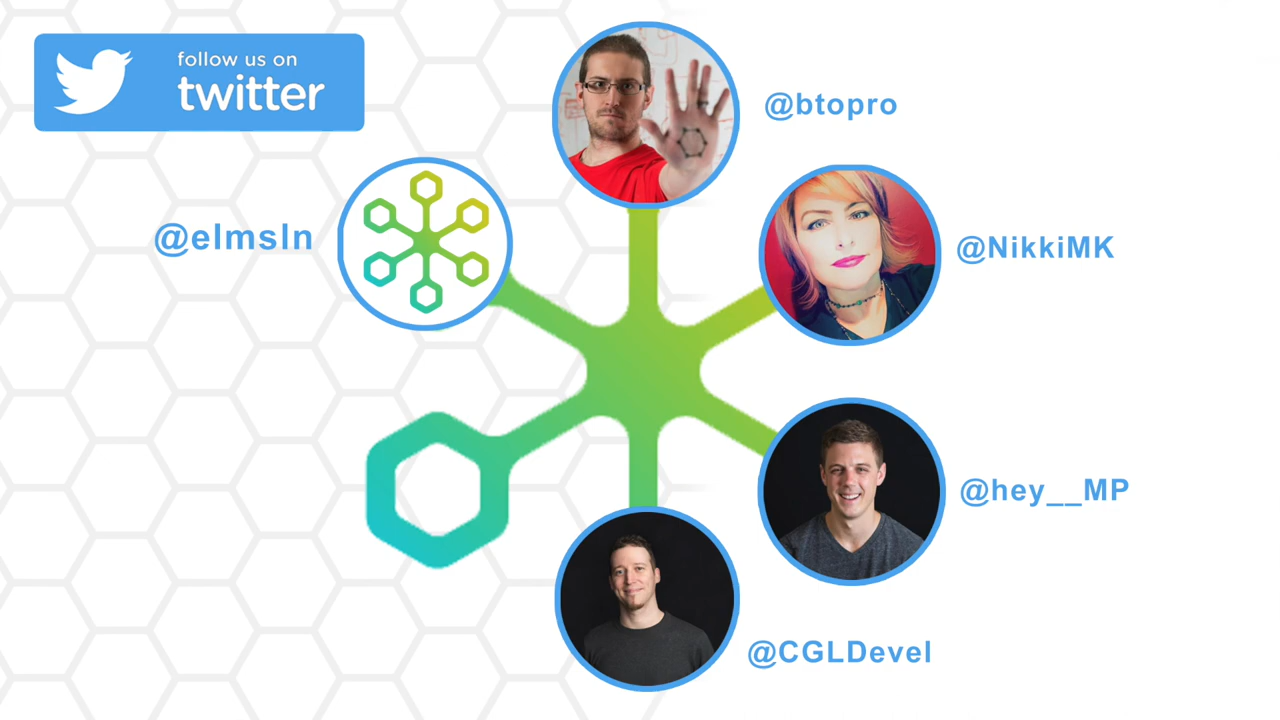 follow us on
twitter
@btopro
@elmsln
@NikkiMK
@hey__MP
@CGLDevel